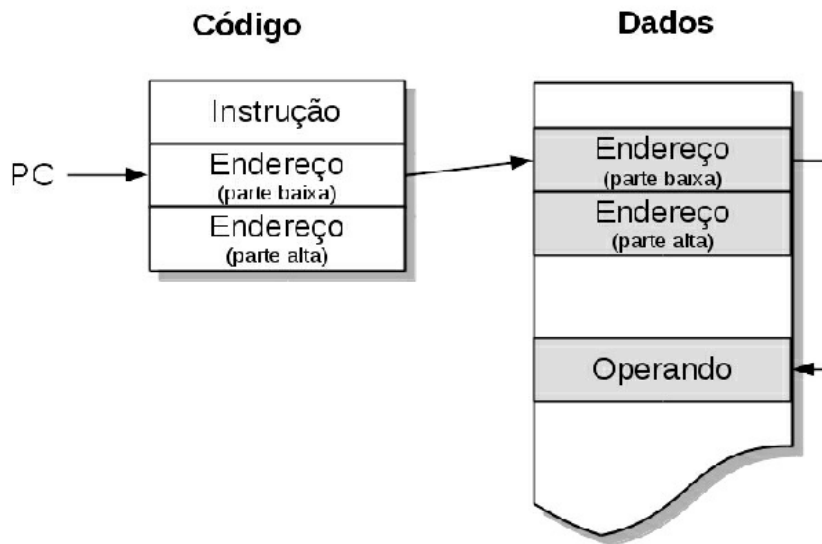 Código
Dados
Instrução
PC
Endereço
(parte baixa)
Endereço
(parte alta)
Endereço
(parte baixa)
Endereço
(parte alta)
Operando